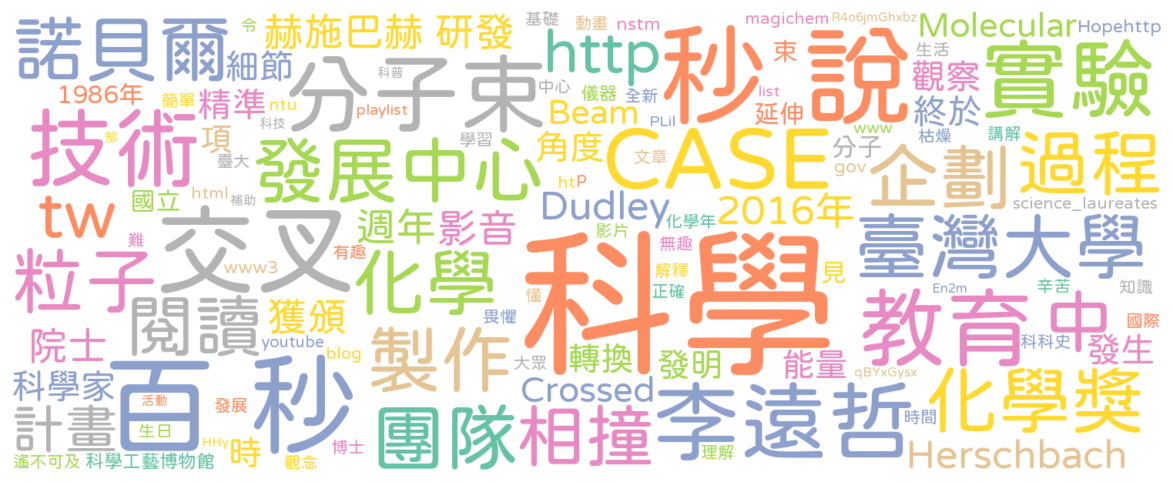 諾貝爾
赫施巴赫
研發
基礎
動畫
nstm
magichem
R4o6jmGhxbz
Molecular
Hopehttp
令
細節
分子束
科普
http
秒
說
束
生活
觀察
實驗
1986年
簡單
精準
ntu
playlist
中心
儀器
全新
list
延伸
終於
技術
部
項
科技
Beam
PLiI
www
枯燥
講解
學習
角度
文章
CASE
分子
gov
企劃
過程
臺大
發展中心
http
tw
國立
html
補助
Dudley
化學年
2016年
science_laureates
交叉
週年
影音
影片
臺灣大學
難
有趣
無趣
粒子
www3
化學
科學
解釋
見
En2m
辛苦
知識
懂
正確
教育中
閱讀
獲頒
畏懼
國際
院士
youtube
製作
轉換
發明
能量
科科史
發生
blog
大眾
科學家
百秒
Crossed
qBYxGysx
化學獎
計畫
活動
發展
團隊
相撞
李遠哲
時間
生日
HHy
時
博士
理解
Herschbach
遙不可及
科學工藝博物館
觀念